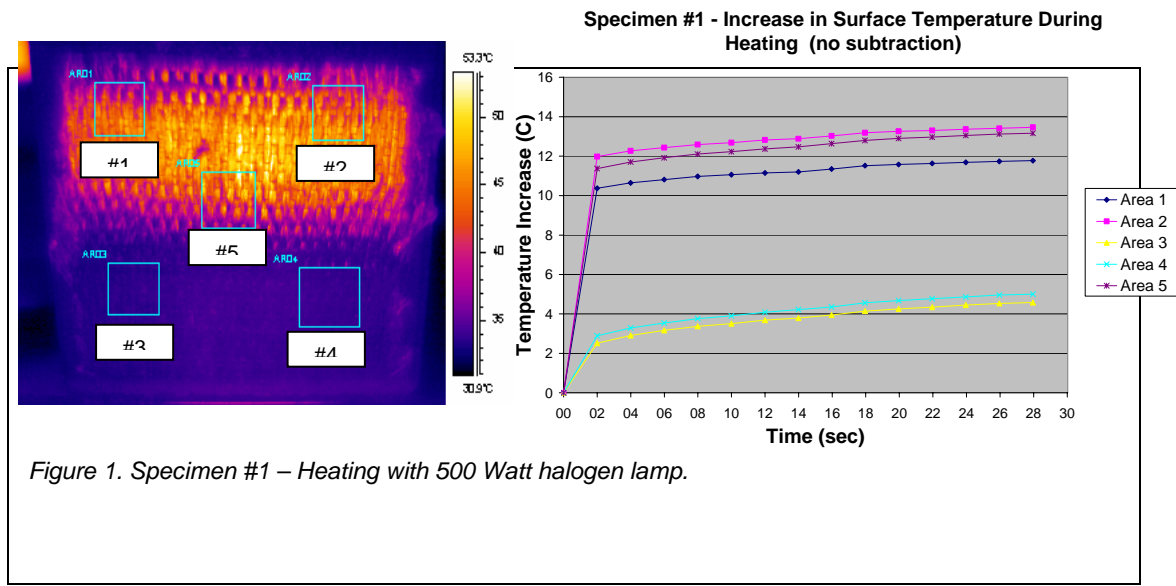 Specimen #1 - Increase in Surface Temperature During
Heating (no subtraction)
53.3°C
50
45
40
35
30.9°C
AR01
AR02
#1
#2
AR05
#5
AR03
AR04
#3
#4
Temperature Increase (C)
16
14
12
10
8
6
4
2
0
00 02 04 06 08 10 12 14 16 18 20 22 24 26 28 30
Time (sec)
Area 1
Area 2
Area 3
Area 4
Area 5
Figure 1. Specimen #1 – Heating with 500 Watt halogen lamp.